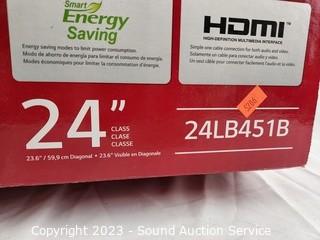 Smart
Energy
Saving
Energy saving modes to limit power consumption.
Modo de ahorro de energía para limitar el consumo de energía.
Modes économiques pour limiter la consommation d'énergie.
HDMI™
HIGH-DEFINITION MULTIMEDIA INTERFACE
Simple one cable connection for both audio and video.
Solamente un cable para conectar audio y video.
Un seul câble pour connecter facilement l'audio et la vidéo.
24”
CLASS
CLASE
CLASSE
23.6" / 59,9 cm Diagonal • 23.6" Visible en Diagonale
24LB451B
Copyright 2023 - Sound Auction Service